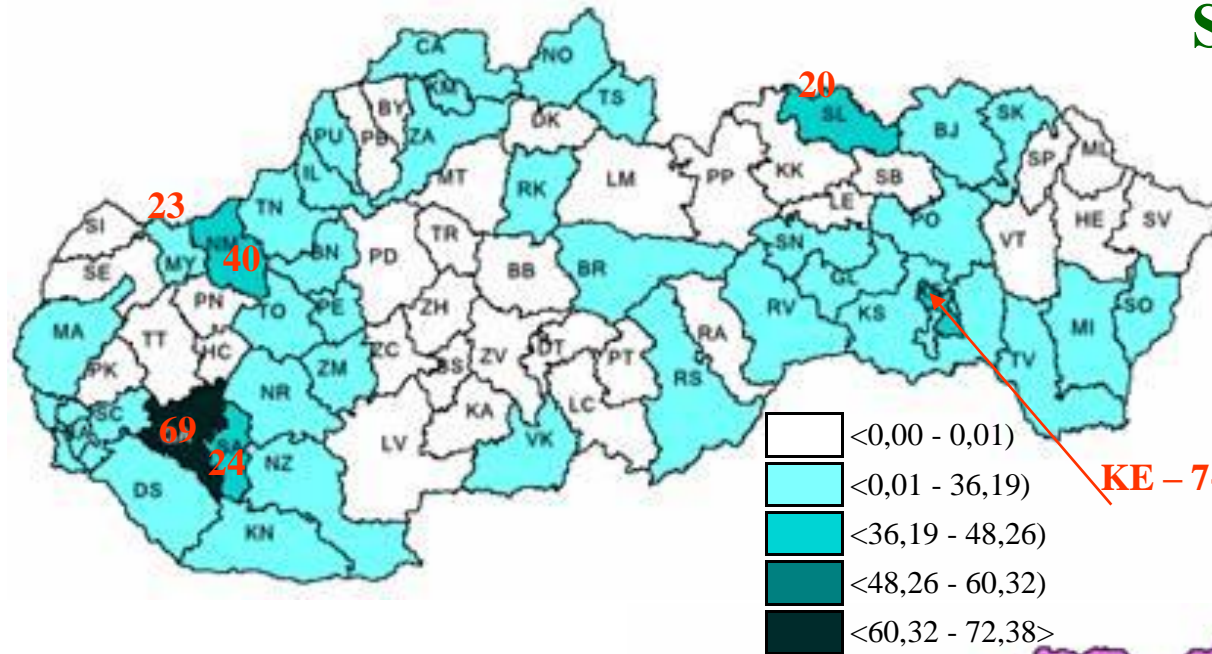 S
CA
NO
KM
TS
20
BY
PU
PB
ZA
DK
SL
BJ
SK
ML
SP
IL
MT
RK
LM
PP
KK
SB
LE
HE
SV
TN
23
SI
NM
MY
40
SE
BN
PD
TR
BB
BR
SN
PO
VT
GL
PN
TO
PE
ZH
RV
KS
SO
MI
MA
TT
HC
ZC
ZV
DT
PT
RA
TV
PK
ZM
BS
NR
KA
LC
RS
SC
69
SA
24
NZ
LV
VK
DS
KN
<0,00 - 0,01)
<0,01 - 36,19)
<36,19 - 48,26)
<48,26 - 60,32)
<60,32 - 72,38>
KE – 7